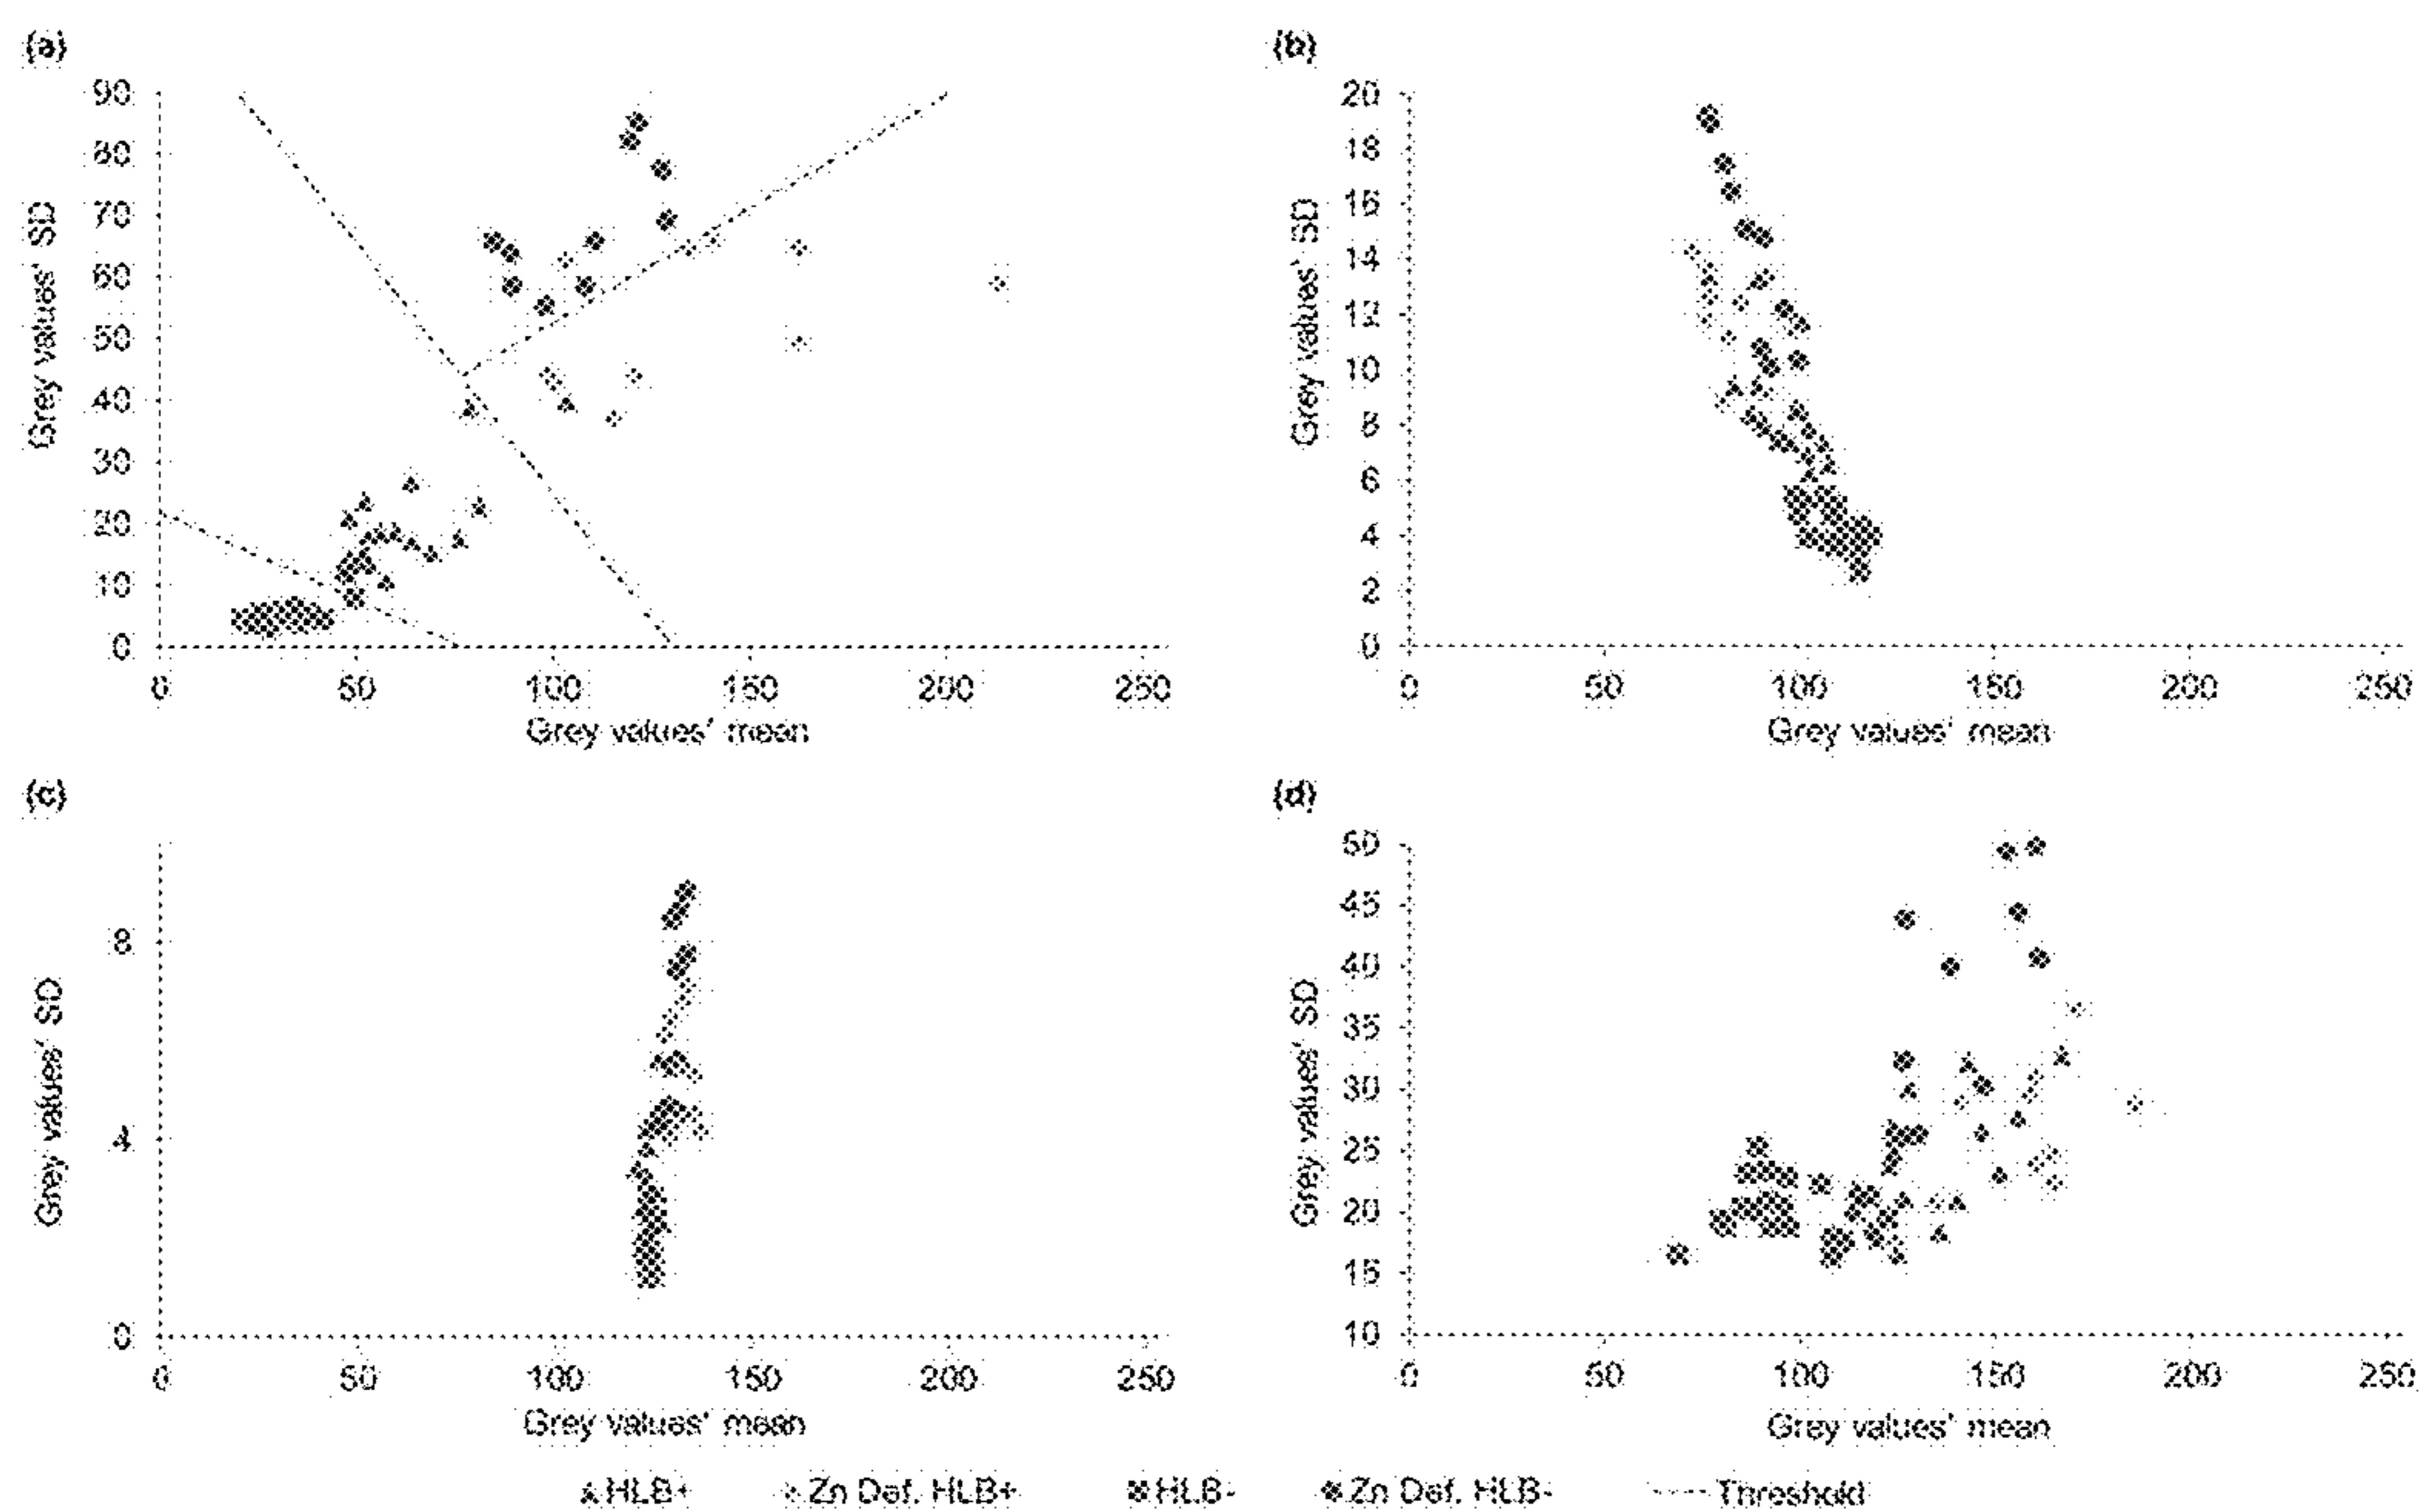 (a)
90
80
70
60
50
40
30
20
10
0
Grey values' SD
0 50 100 150 200 250
Grey values' mean
(b)
20
18
16
14
12
10
8
6
4
2
0
Grey values' SD
0 50 100 150 200 250
Grey values' mean
(c)
8
4
0
Grey values' SD
0 50 100 150 200 250
Grey values' mean
(d)
50
45
40
35
30
25
20
15
10
Grey values' SD
0 50 100 150 200 250
Grey values' mean
HLB+ Zn Def. HLB+ HLB- Zn Def. HLB- Threshold